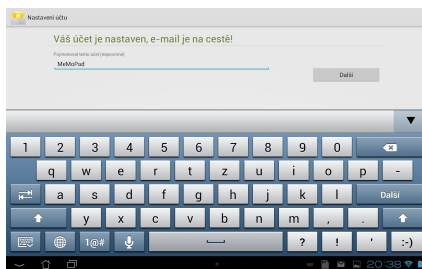 Nastavení účtu
Váš účet je nastaven, e-mail je na cestě!
Pojmenovat tento účet (nepovinné)
MeMoPad
Další
1 2 3 4 5 6 7 8 9 0
q w e r t z u i o p -
a s d f g h j k l Další
y x c v b n m , .
1@# ? ! ' :-)
20:38